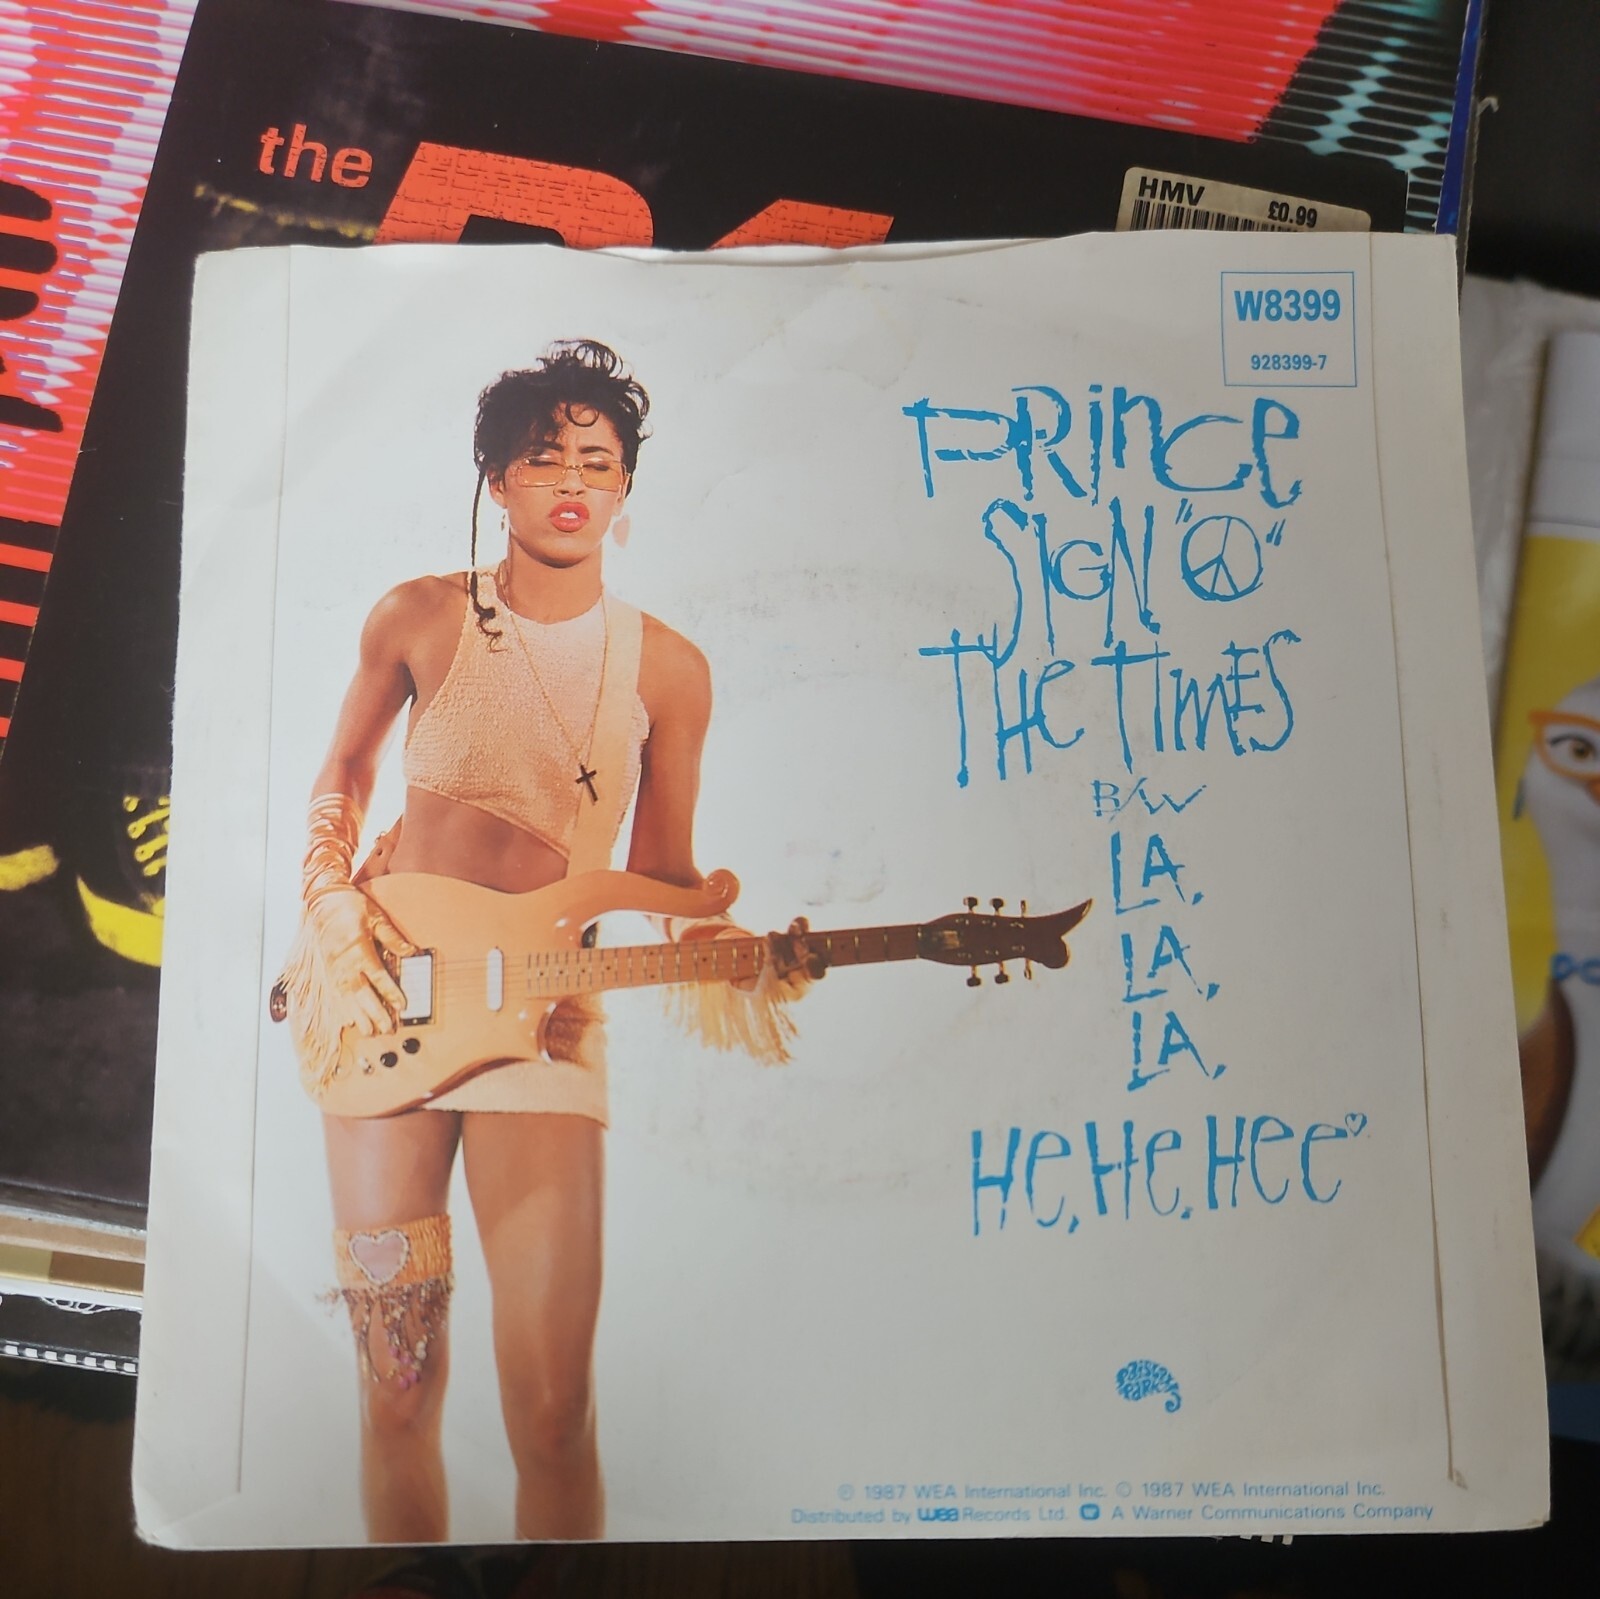 the
HMV
£0.99
W8399
928399-7
PRINCE
SIGN "☮"
THE TIMES
B/W
LA,
LA,
LA,
HE, HE, HEE♡
PAISLEY
PARK
℗ 1987 WEA International Inc. © 1987 WEA International Inc.
Distributed by wea Records Ltd. A Warner Communications Company